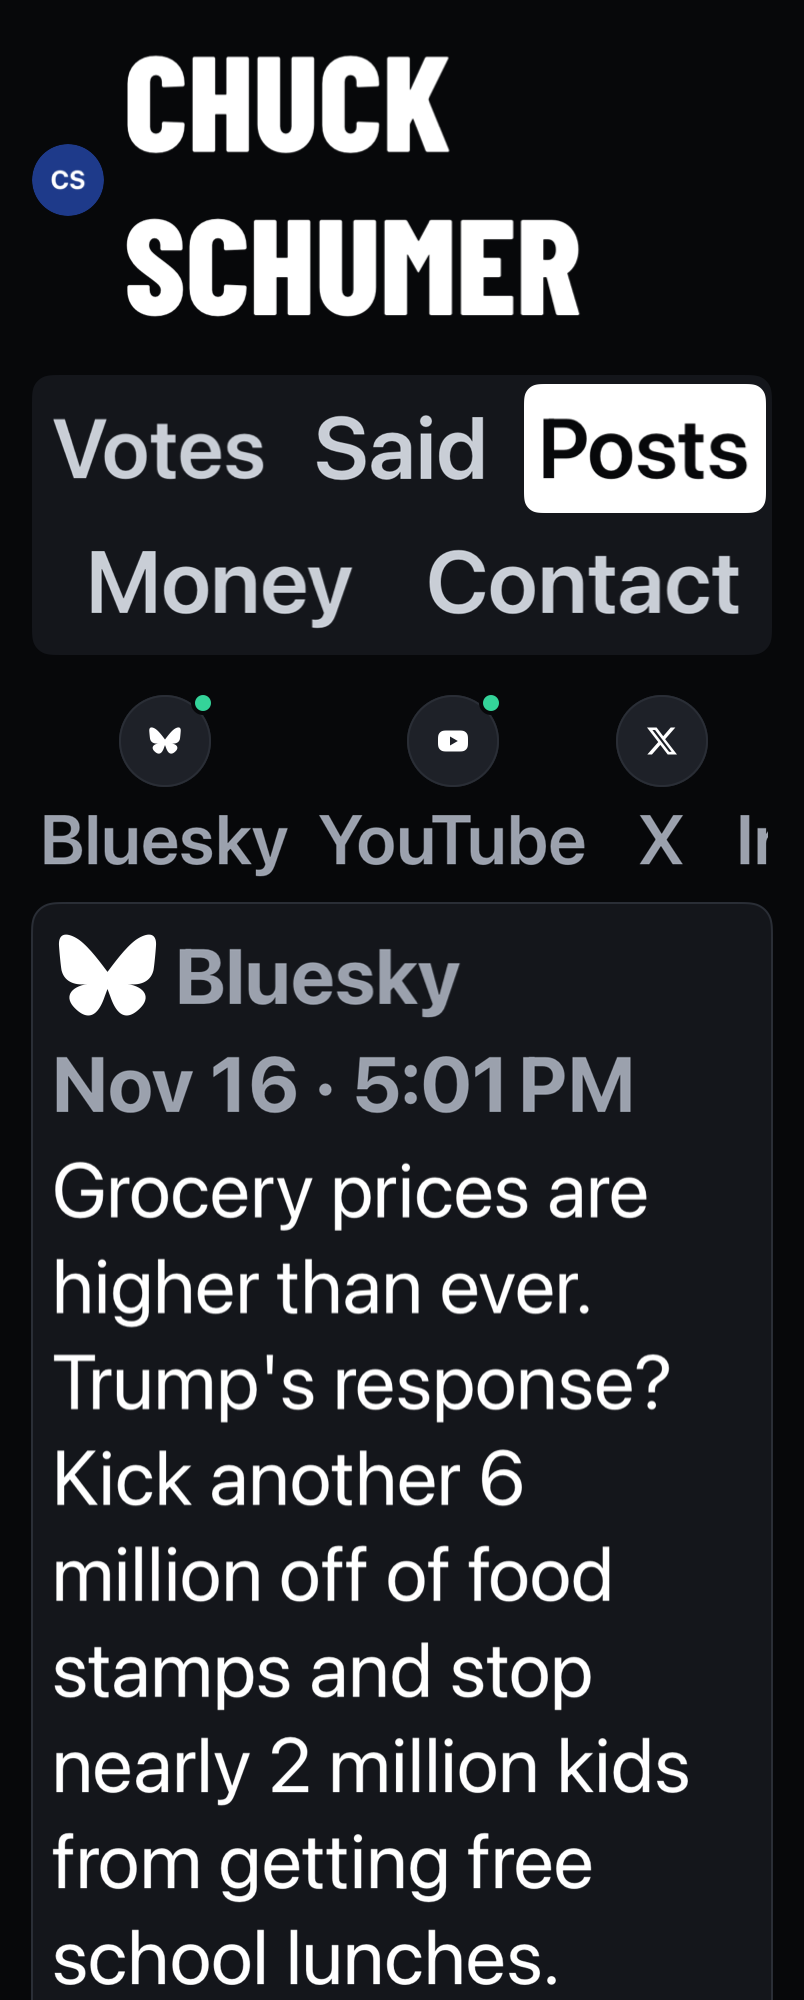 CHUCK
CS
SCHUMER
Votes Said Posts
Money Contact
Bluesky YouTube X
Bluesky
Nov 16 · 5:01 PM
Grocery prices are
higher than ever.
Trump's response?
Kick another 6
million off of food
stamps and stop
nearly 2 million kids
from getting free
school lunches.